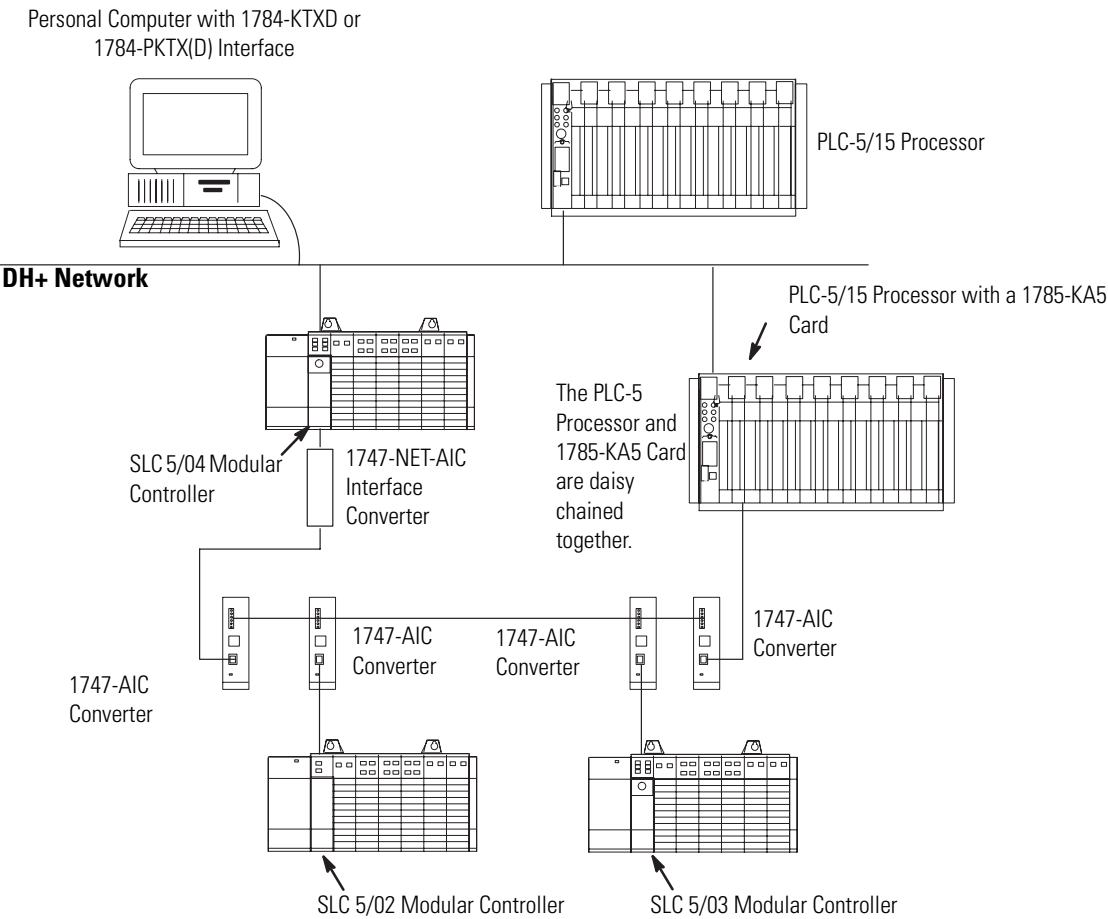 Personal Computer with 1784-KTXD or
1784-PKTX(D) Interface
PLC-5/15 Processor
DH+ Network
PLC-5/15 Processor with a 1785-KA5
Card
The PLC-5
Processor and
1785-KA5 Card
are daisy
chained
together.
SLC 5/04 Modular
Controller
1747-NET-AIC
Interface
Converter
1747-AIC
Converter
1747-AIC
Converter
1747-AIC
Converter
1747-AIC
Converter
SLC 5/02 Modular Controller
SLC 5/03 Modular Controller